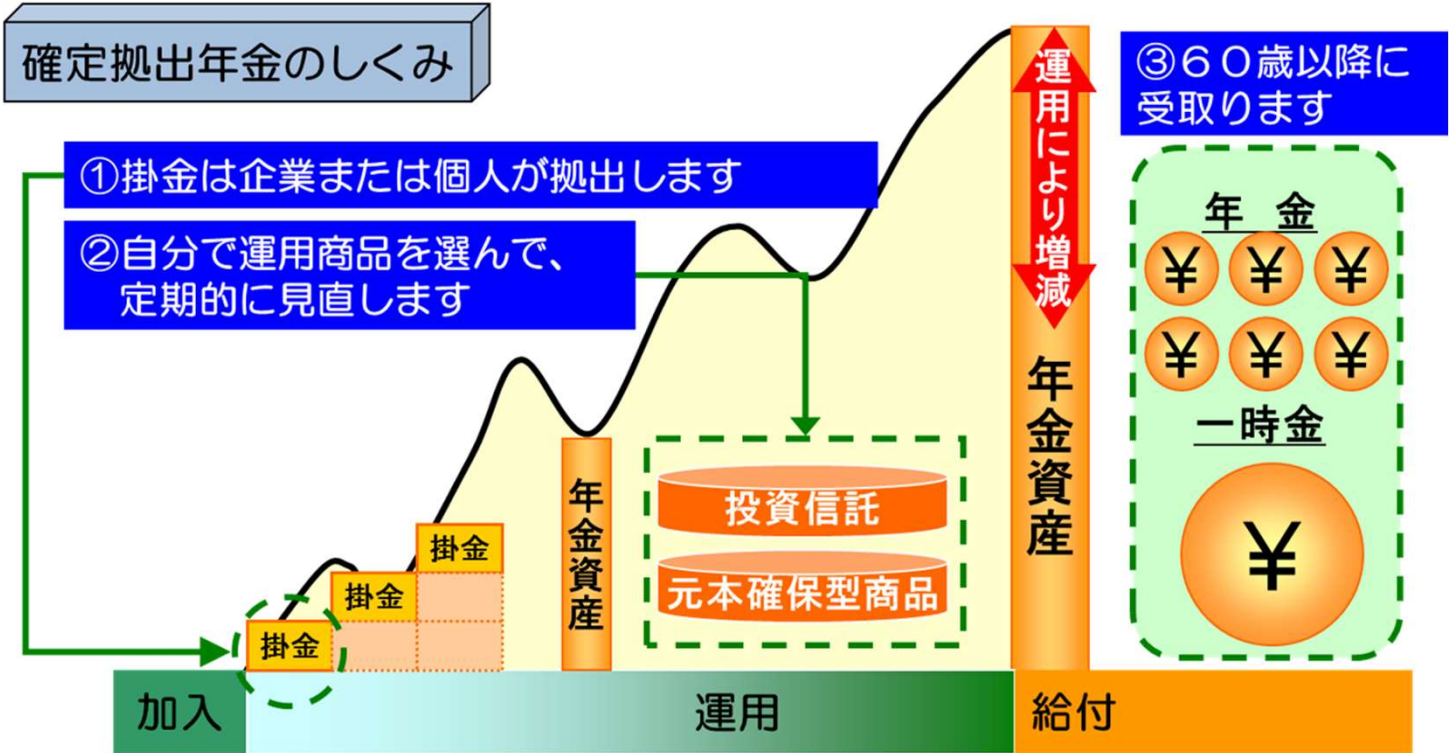 確定拠出年金のしくみ
①掛金は企業または個人が拠出します
②自分で運用商品を選んで、
定期的に見直します
③６０歳以降に
受取ります
運用により増減
年金資産
年　金
¥ ¥ ¥
¥ ¥ ¥
一時金
¥
年金資産
投資信託
元本確保型商品
掛金
掛金
掛金
加入
運用
給付